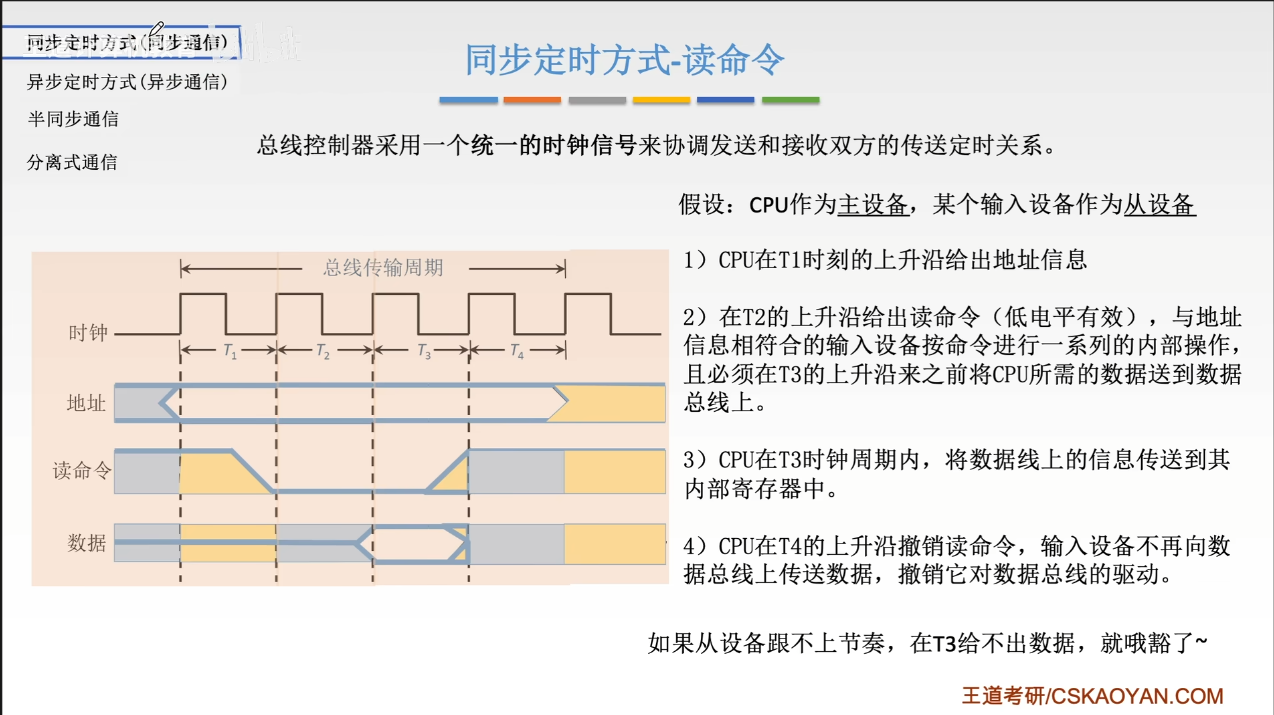 同步定时方式(同步通信)
异步定时方式(异步通信)
半同步通信
分离式通信
同步定时方式-读命令
总线控制器采用一个统一的时钟信号来协调发送和接收双方的传送定时关系。
假设：CPU作为主设备，某个输入设备作为从设备
总线传输周期
时钟
T1 T2 T3 T4
地址
读命令
数据
1）CPU在T1时刻的上升沿给出地址信息
2）在T2的上升沿给出读命令（低电平有效），与地址
信息相符合的输入设备按命令进行一系列的内部操作，
且必须在T3的上升沿来之前将CPU所需的数据送到数据
总线上。
3）CPU在T3时钟周期内，将数据线上的信息传送到其
内部寄存器中。
4）CPU在T4的上升沿撤销读命令，输入设备不再向数
据总线上传送数据，撤销它对数据总线的驱动。
如果从设备跟不上节奏，在T3给不出数据，就哦豁了~
王道考研/CSKAOYAN.COM